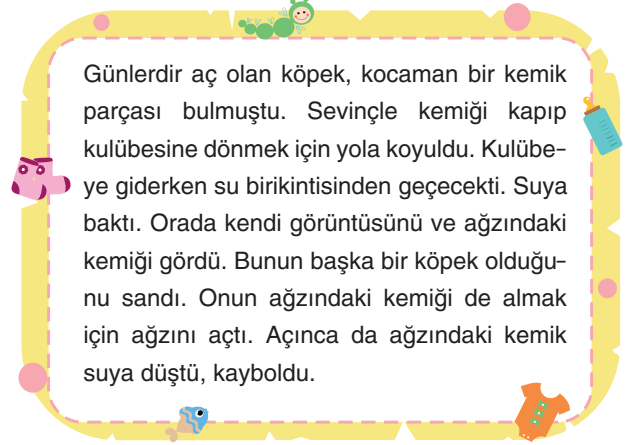 Günlerdir aç olan köpek, kocaman bir kemik
parçası bulmuştu. Sevinçle kemiği kapıp
kulübesine dönmek için yola koyuldu. Kulübe-
ye giderken su birikintisinden geçecekti. Suya
baktı. Orada kendi görüntüsünü ve ağzındaki
kemiği gördü. Bunun başka bir köpek olduğu-
nu sandı. Onun ağzındaki kemiği de almak
için ağzını açtı. Açınca da ağzındaki kemik
suya düştü, kayboldu.